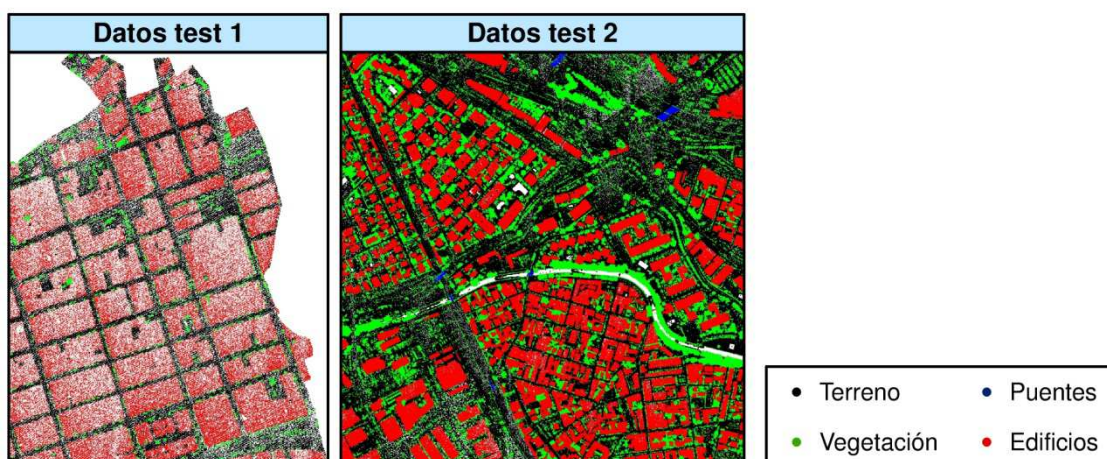 Datos test 1
Datos test 2
Terreno
Puentes
Vegetación
Edificios